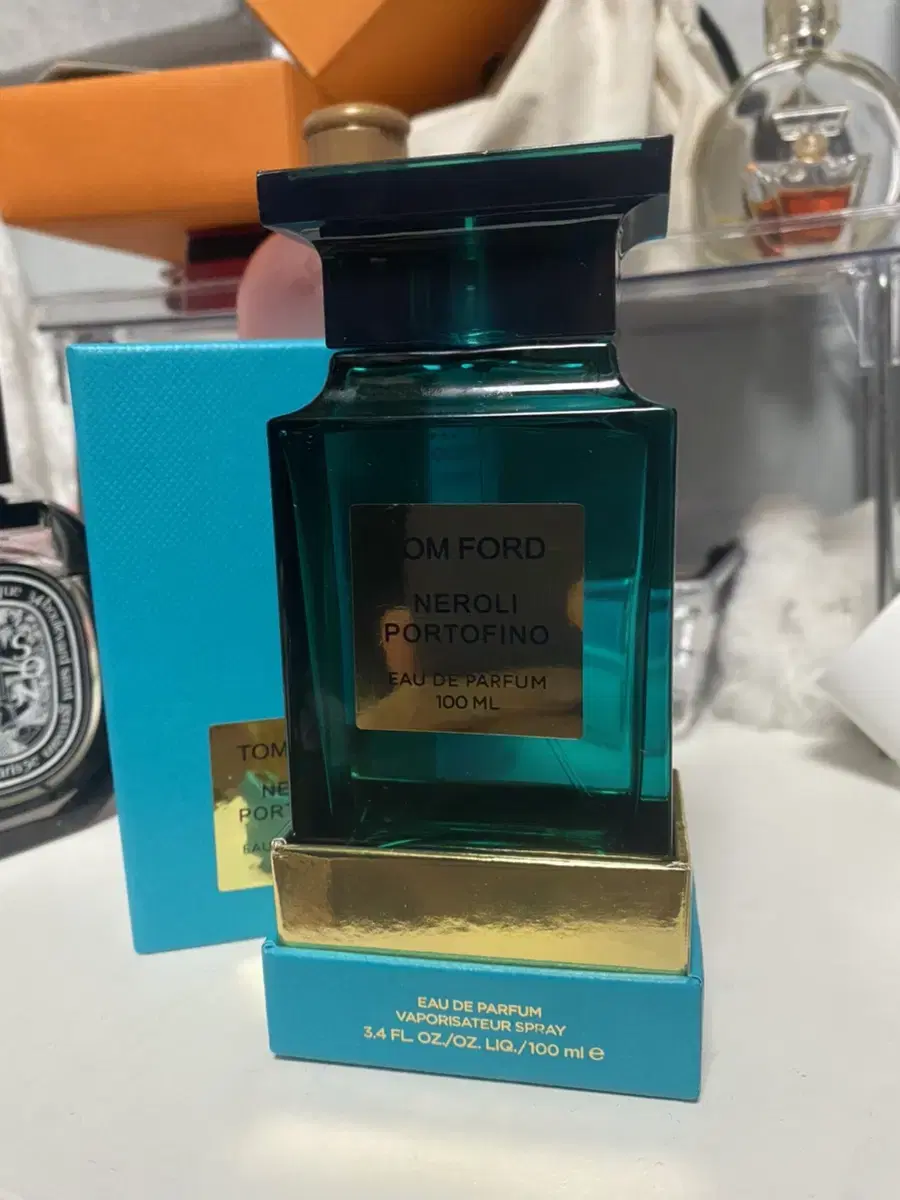 OM FORD
NEROLI
PORTOFINO
EAU DE PARFUM
100 ML
TOM
NE
PORT
EAU
EAU DE PARFUM
VAPORISATEUR SPRAY
3.4 FL. OZ./OZ. LIQ./100 ml ℮